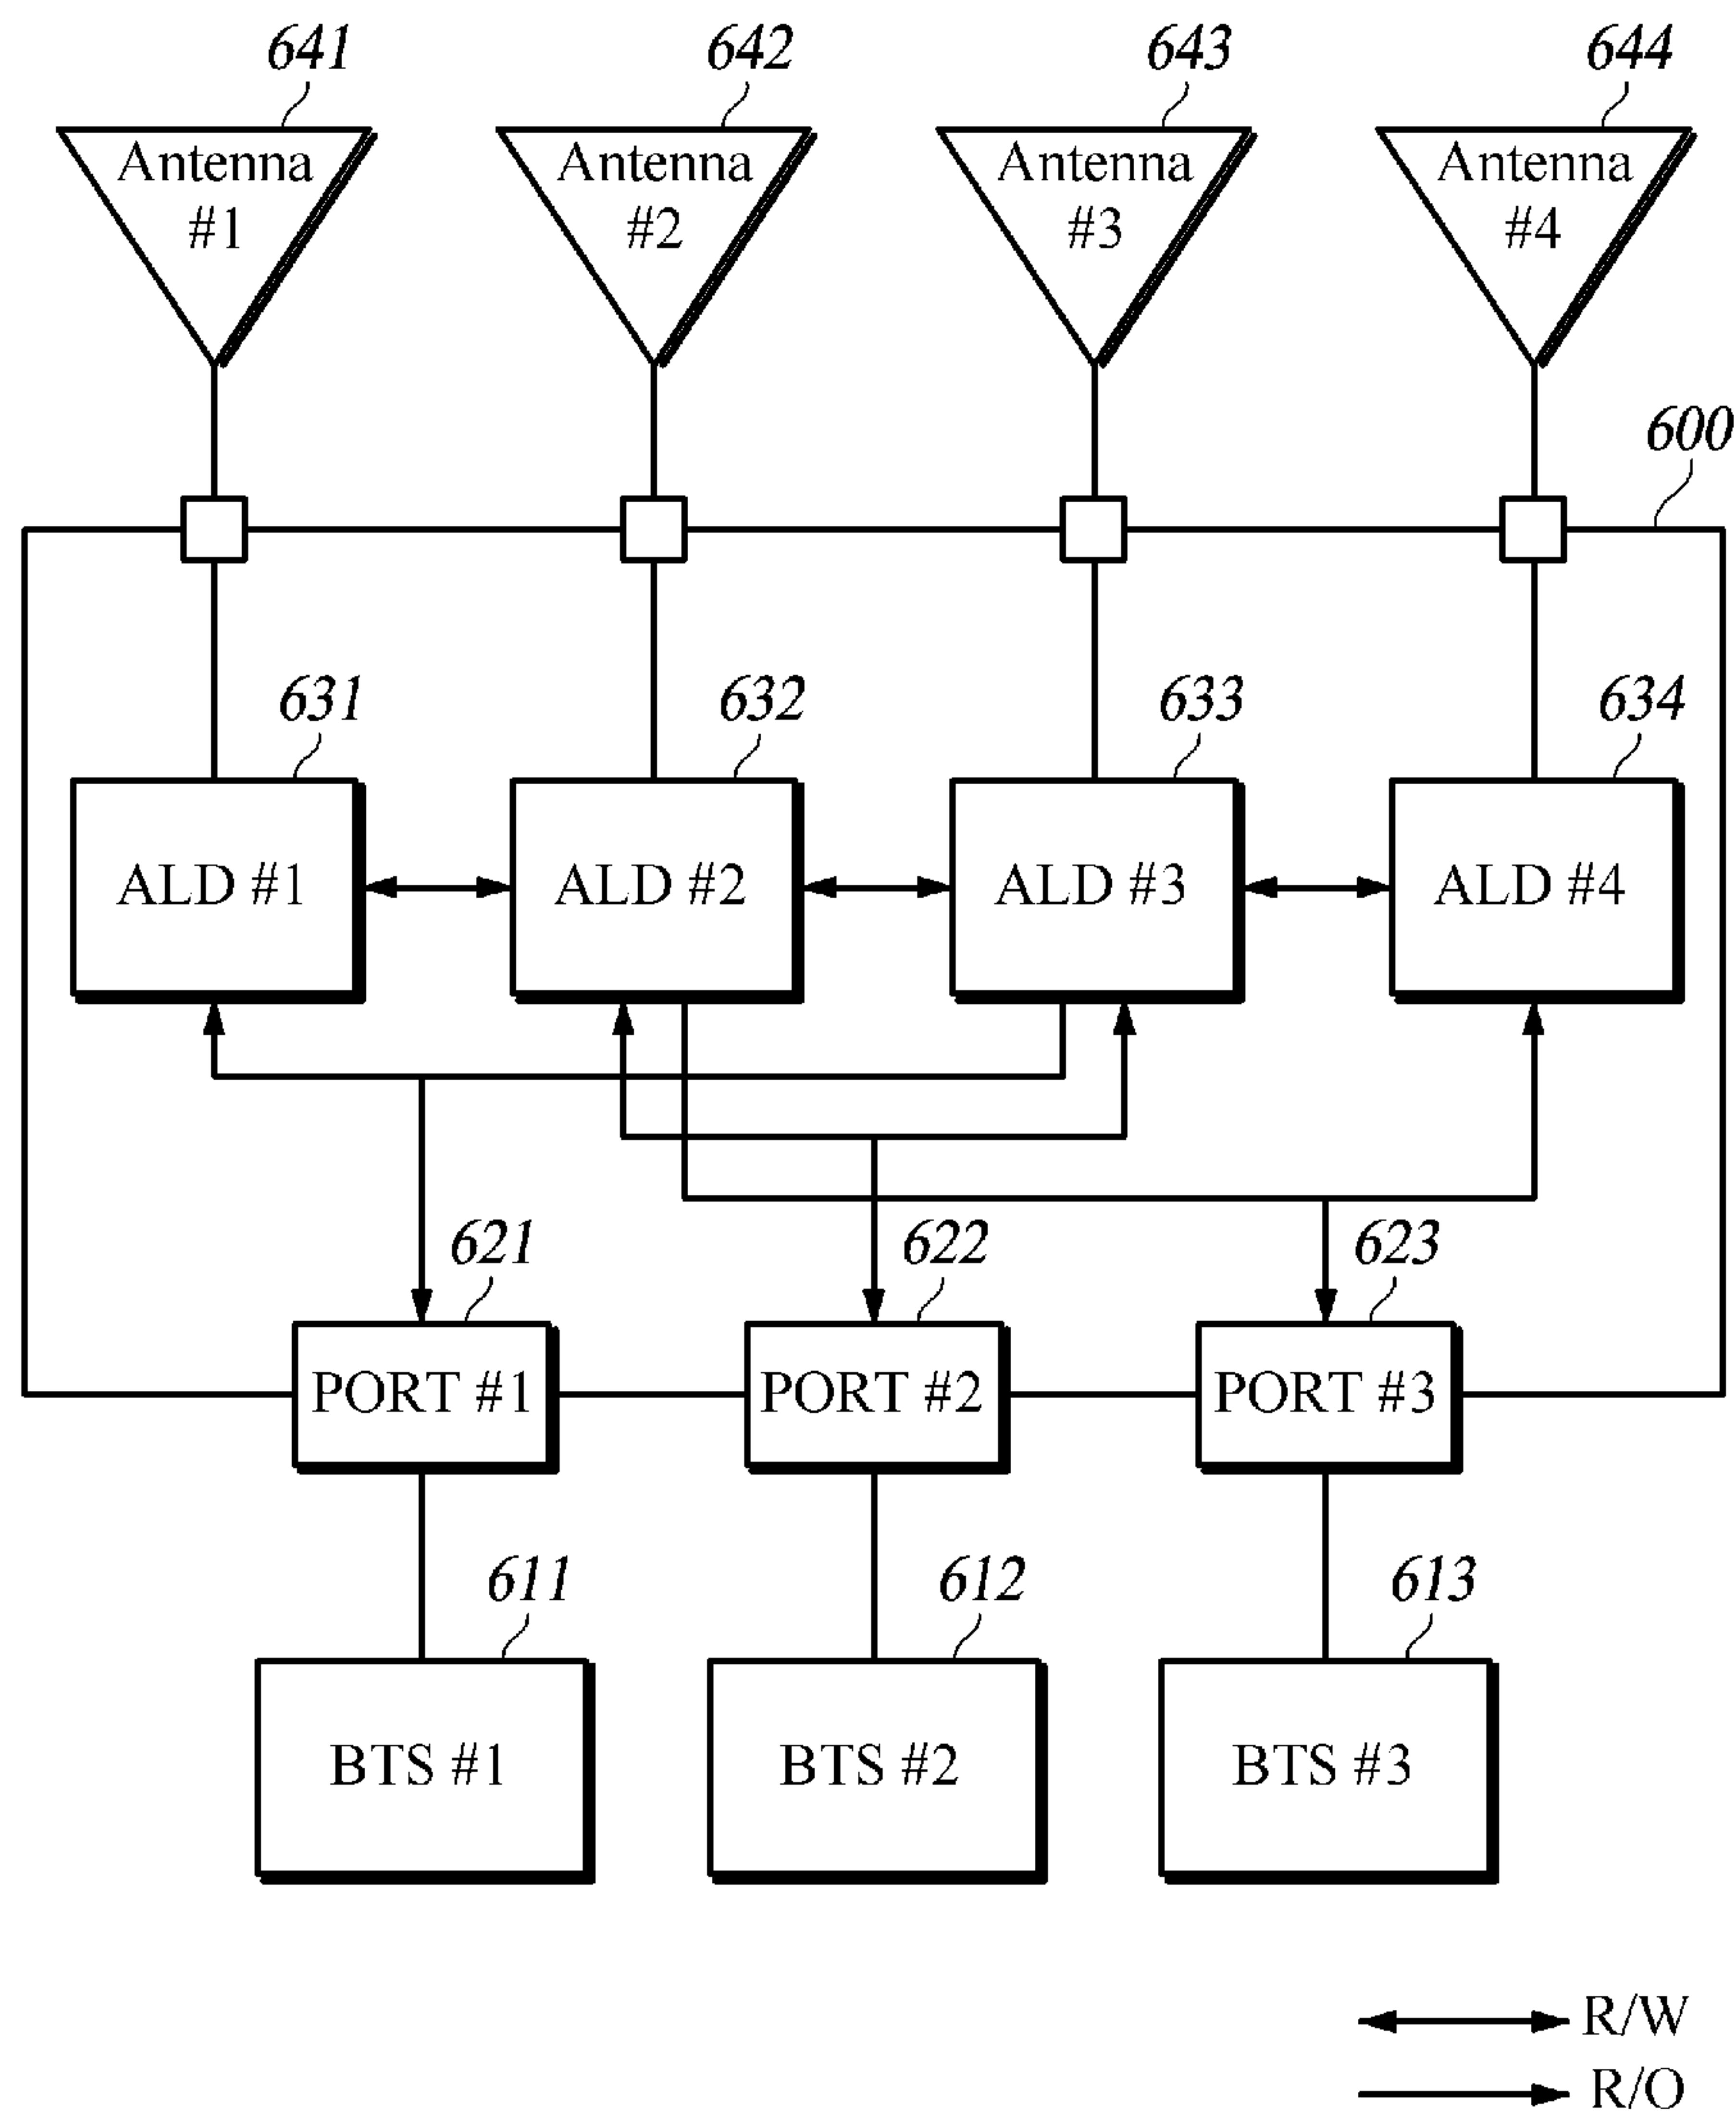 641 642 643 644
Antenna #1 Antenna #2 Antenna #3 Antenna #4
600
631 632 633 634
ALD #1 ALD #2 ALD #3 ALD #4
621 622 623
PORT #1 PORT #2 PORT #3
611 612 613
BTS #1 BTS #2 BTS #3
R/W
R/O